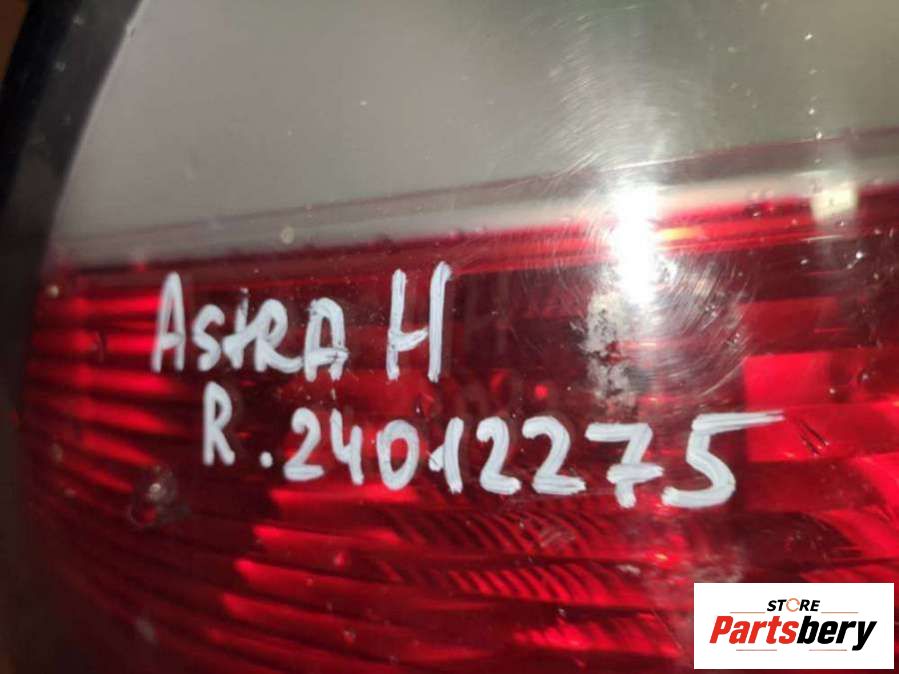 ASTRA H
R.24012275
STORE
Partsbery